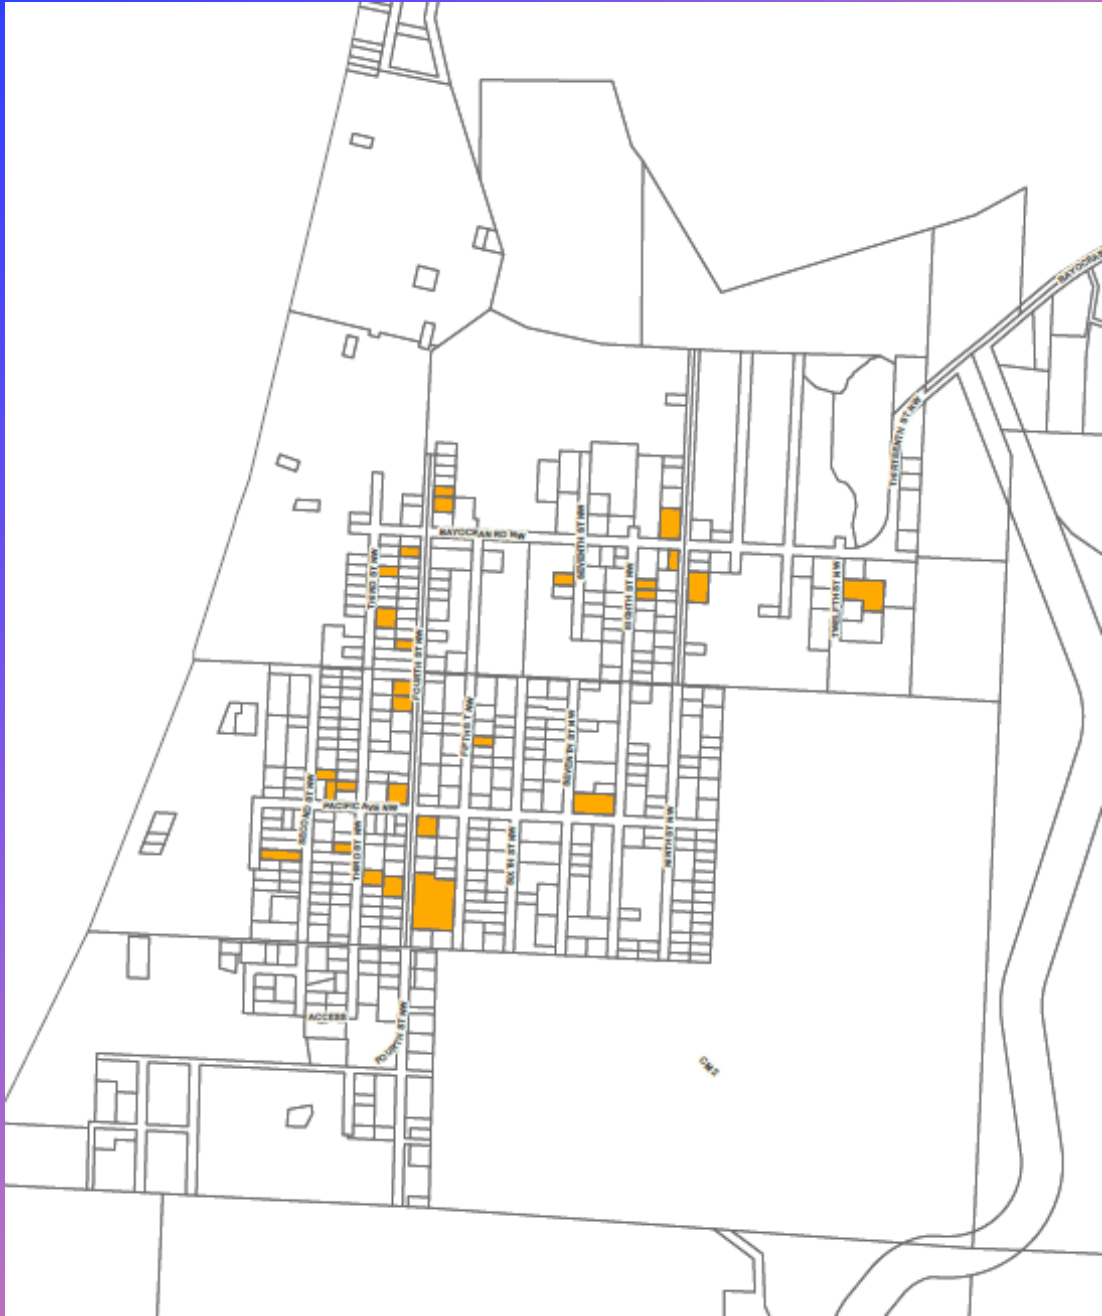 BAYOCEAN
THIRTEENTH ST NW
BAYOCEAN RD NW
SEVENTH ST NW
THIRD ST NW
EIGHTH ST NW
TWELFTH ST NW
FOURTH ST NW
FIFTH ST NW
SEVENTH ST NW
SECOND ST NW
PACIFIC AVE NW
THIRD ST NW
SIXTH ST NW
NINTH ST NW
ACCESS
FOURTH ST NW